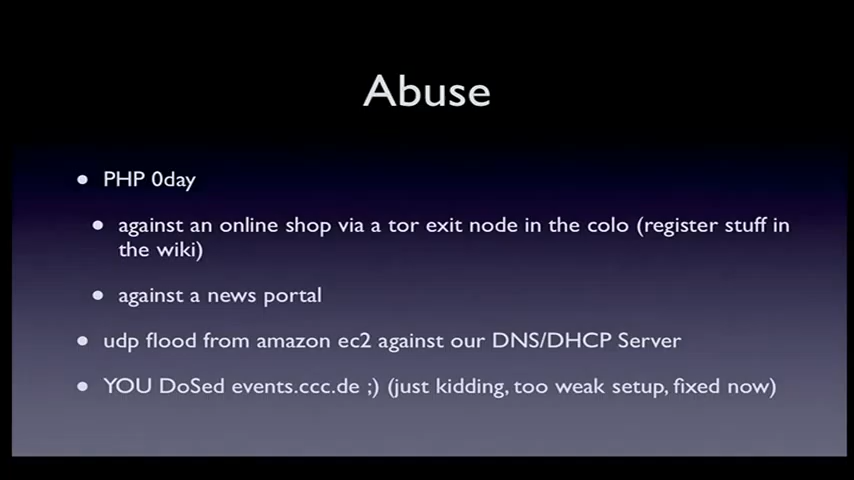 Abuse
PHP 0day
against an online shop via a tor exit node in the colo (register stuff in
the wiki)
against a news portal
udp flood from amazon ec2 against our DNS/DHCP Server
YOU DoSed events.ccc.de ;) (just kidding, too weak setup, fixed now)